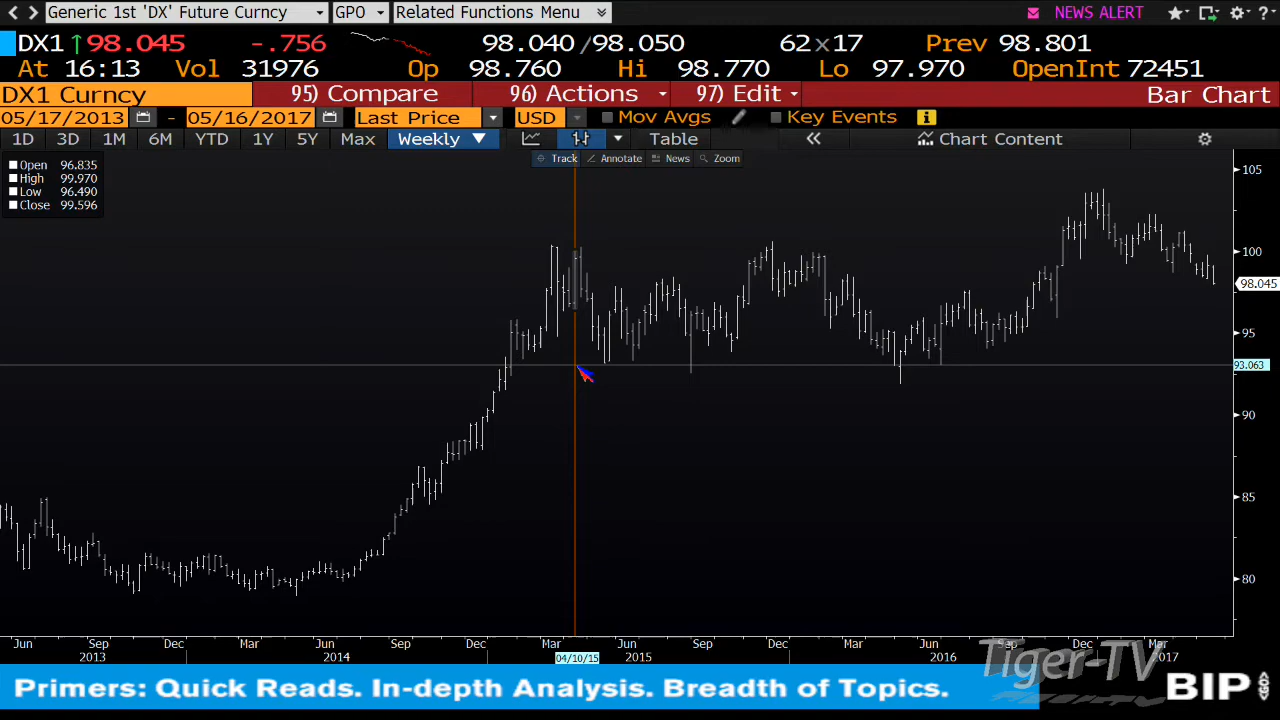 Generic 1st 'DX' Future Curncy GPO Related Functions Menu NEWS ALERT ?
DX1 ↑ 98.045 -.756 98.040/98.050 62x17 Prev 98.801
At 16:13 Vol 31976 Op 98.760 Hi 98.770 Lo 97.970 OpenInt 72451
DX1 Curncy 95) Compare 96) Actions 97) Edit Bar Chart
05/17/2013 - 05/16/2017 Last Price USD Mov Avgs Key Events
1D 3D 1M 6M YTD 1Y 5Y Max Weekly ▼ Table « Chart Content
Track Annotate News Zoom
Open 96.835
High 99.970
Low 96.490
Close 99.596
105
100
98.045
95
93.063
90
85
80
Jun Sep Dec Mar Jun Sep Dec Mar Jun Sep Dec Mar Jun Sep Dec Mar
2013 2014 04/10/15 2015 2016 2017
Tiger-TV
Primers: Quick Reads. In-depth Analysis. Breadth of Topics.
BIP